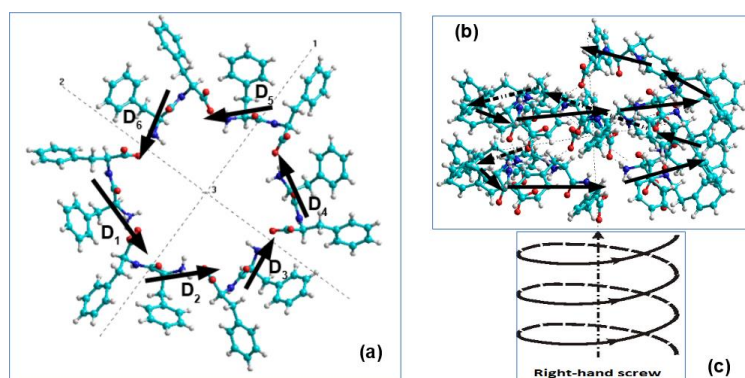 (a)
1
2
3
D₁
D₂
D₃
D₄
D₅
D₆
(b)
(c)
Right-hand screw